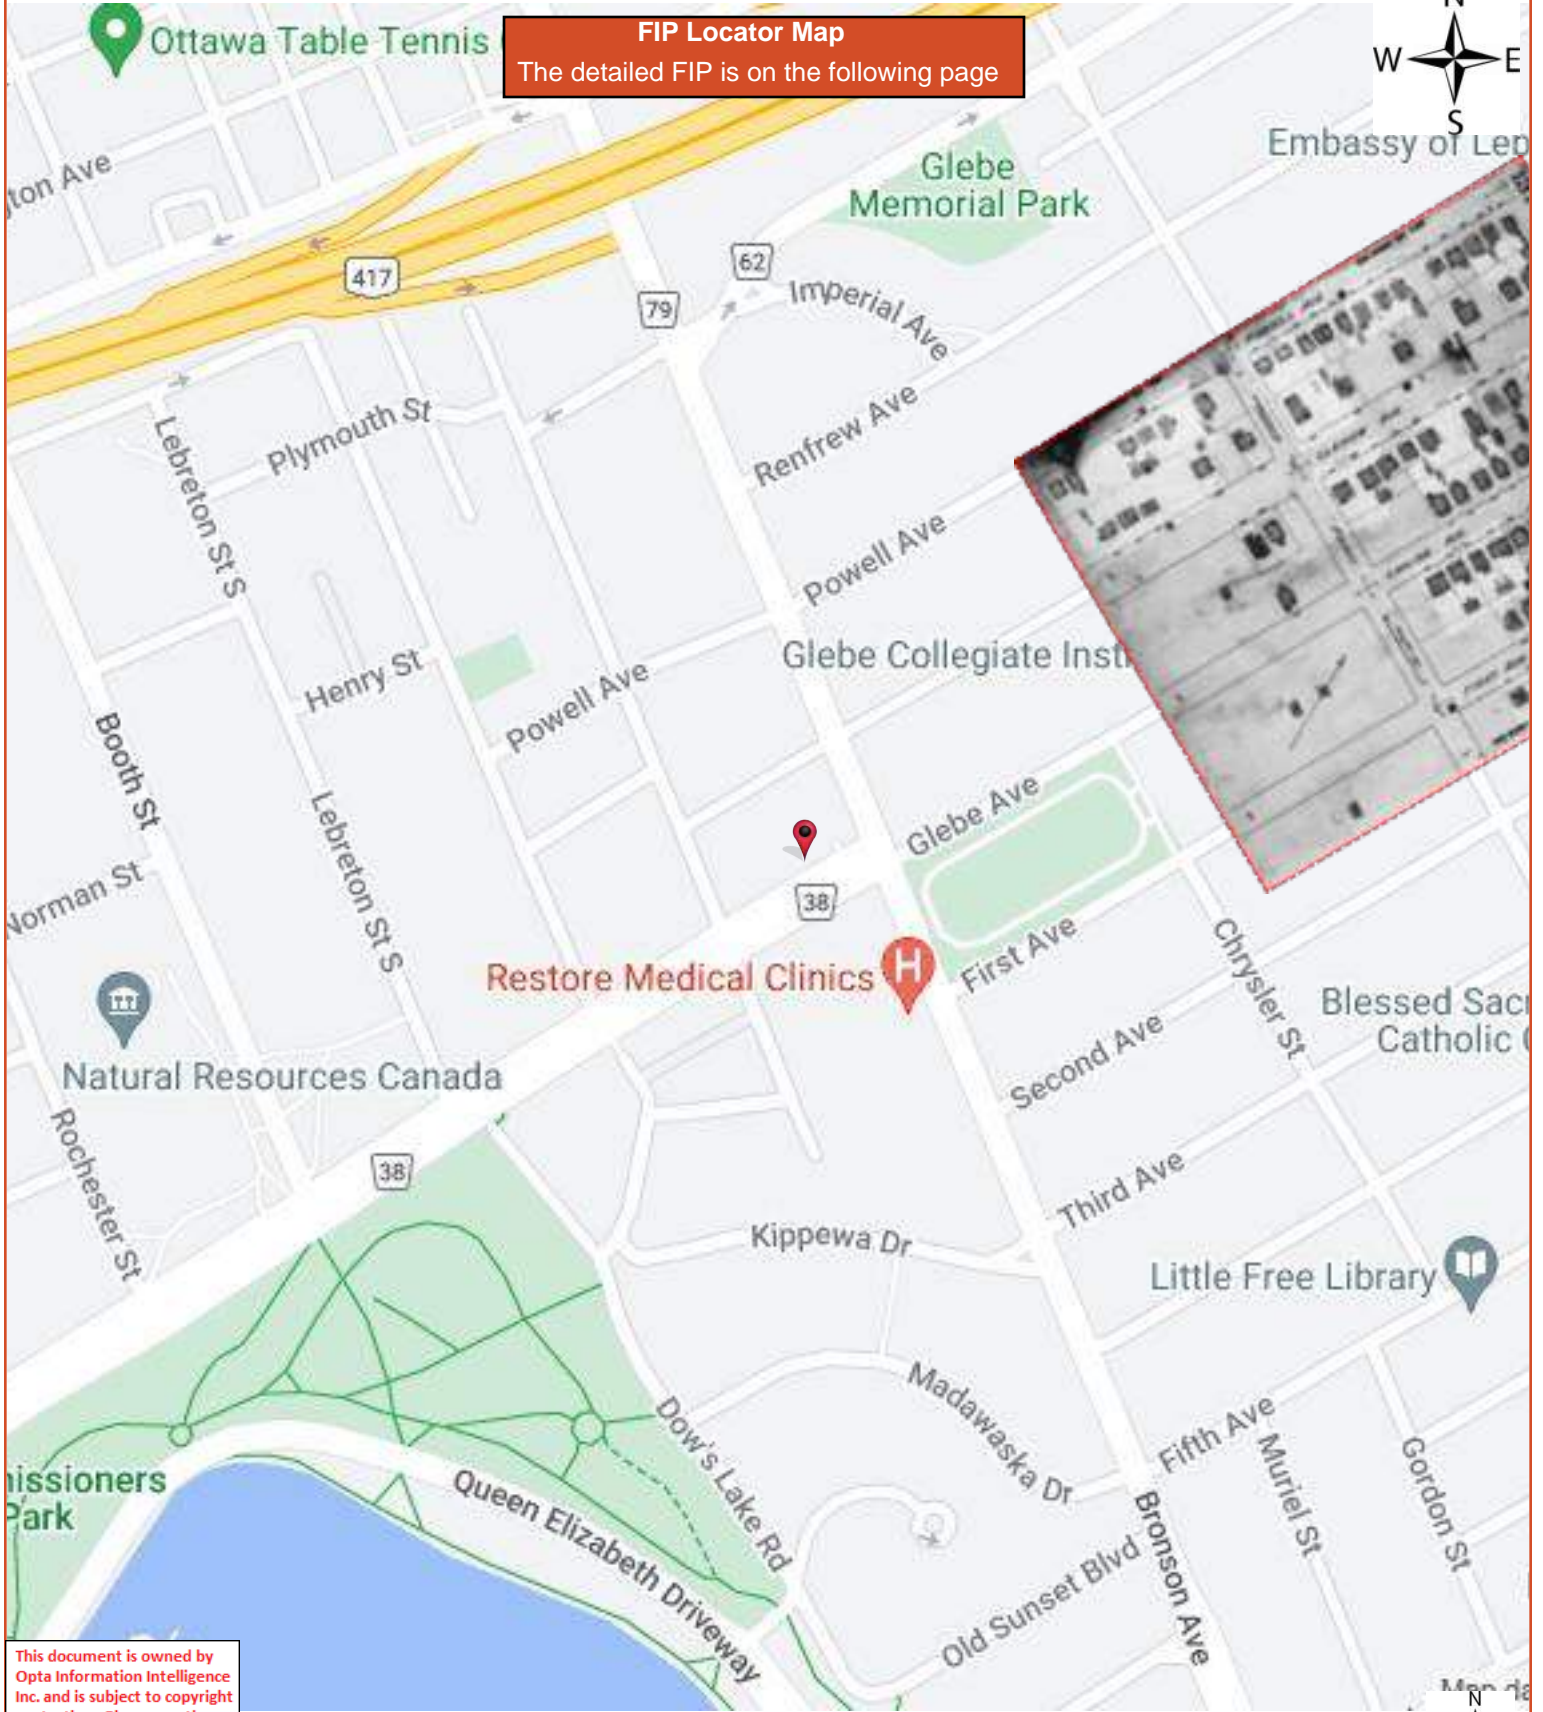 FIP Locator Map
The detailed FIP is on the following page
N
W
E
S
Ottawa Table Tennis
Embassy of
Glebe
Memorial Park
Ave
417
62
79
Imperial Ave
Plymouth St
Renfrew Ave
Lebreton St S
Powell Ave
Glebe Collegiate
Henry St
Powell Ave
Booth St
Lebreton St S
Glebe Ave
Norman St
38
First Ave
Chrysler St
Restore Medical Clinics
H
Blessed
Catholic
Natural Resources Canada
Second Ave
Rochester St
38
Third Ave
Kippewa Dr
Little Free Library
Madawaska Dr
Dow's Lake Rd
Fifth Ave
Muriel St
Gordon St
Park
Queen Elizabeth Driveway
Bronson Ave
Old Sunset Blvd
This document is owned by
Opta Information Intelligence
Inc. and is subject to copyright
Map
N